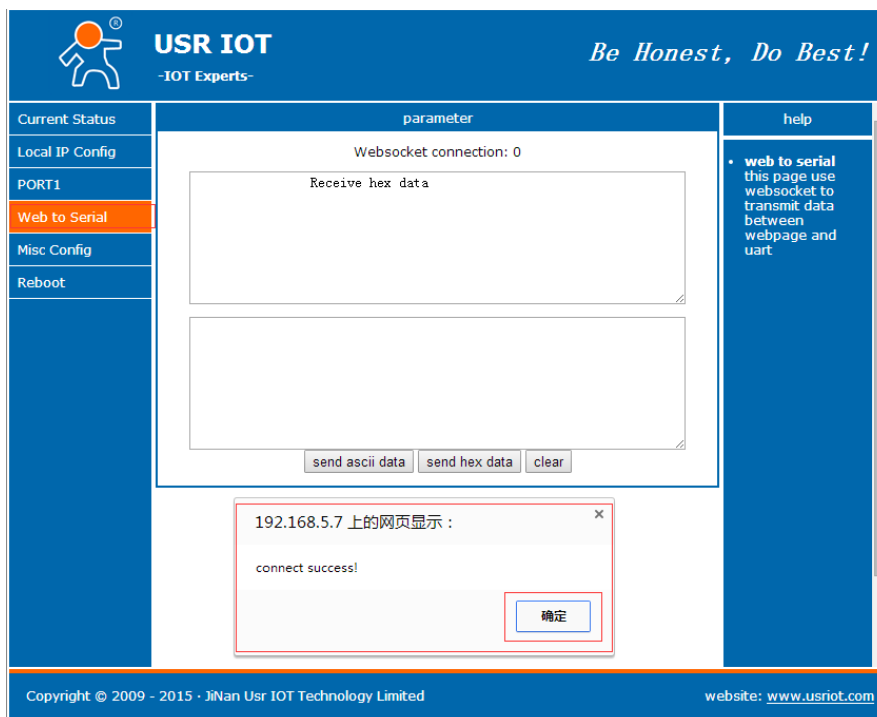 ®
USR IOT
-IOT Experts-
Be Honest, Do Best!
Current Status
Local IP Config
PORT1
Web to Serial
Misc Config
Reboot
parameter
Websocket connection: 0
Receive hex data
send ascii data send hex data clear
help
• web to serial
this page use
websocket to
transmit data
between
webpage and
uart
192.168.5.7 上的网页显示：
×
connect success!
确定
Copyright © 2009 - 2015 · JiNan Usr IOT Technology Limited
website: www.usriot.com